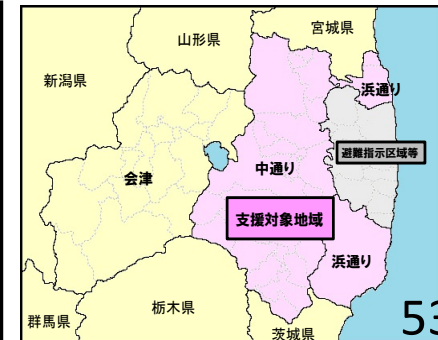 宮城県
山形県
新潟県
浜通り
避難指示区域等
中通り
会津
支援対象地域
浜通り
栃木県
群馬県
茨城県
53